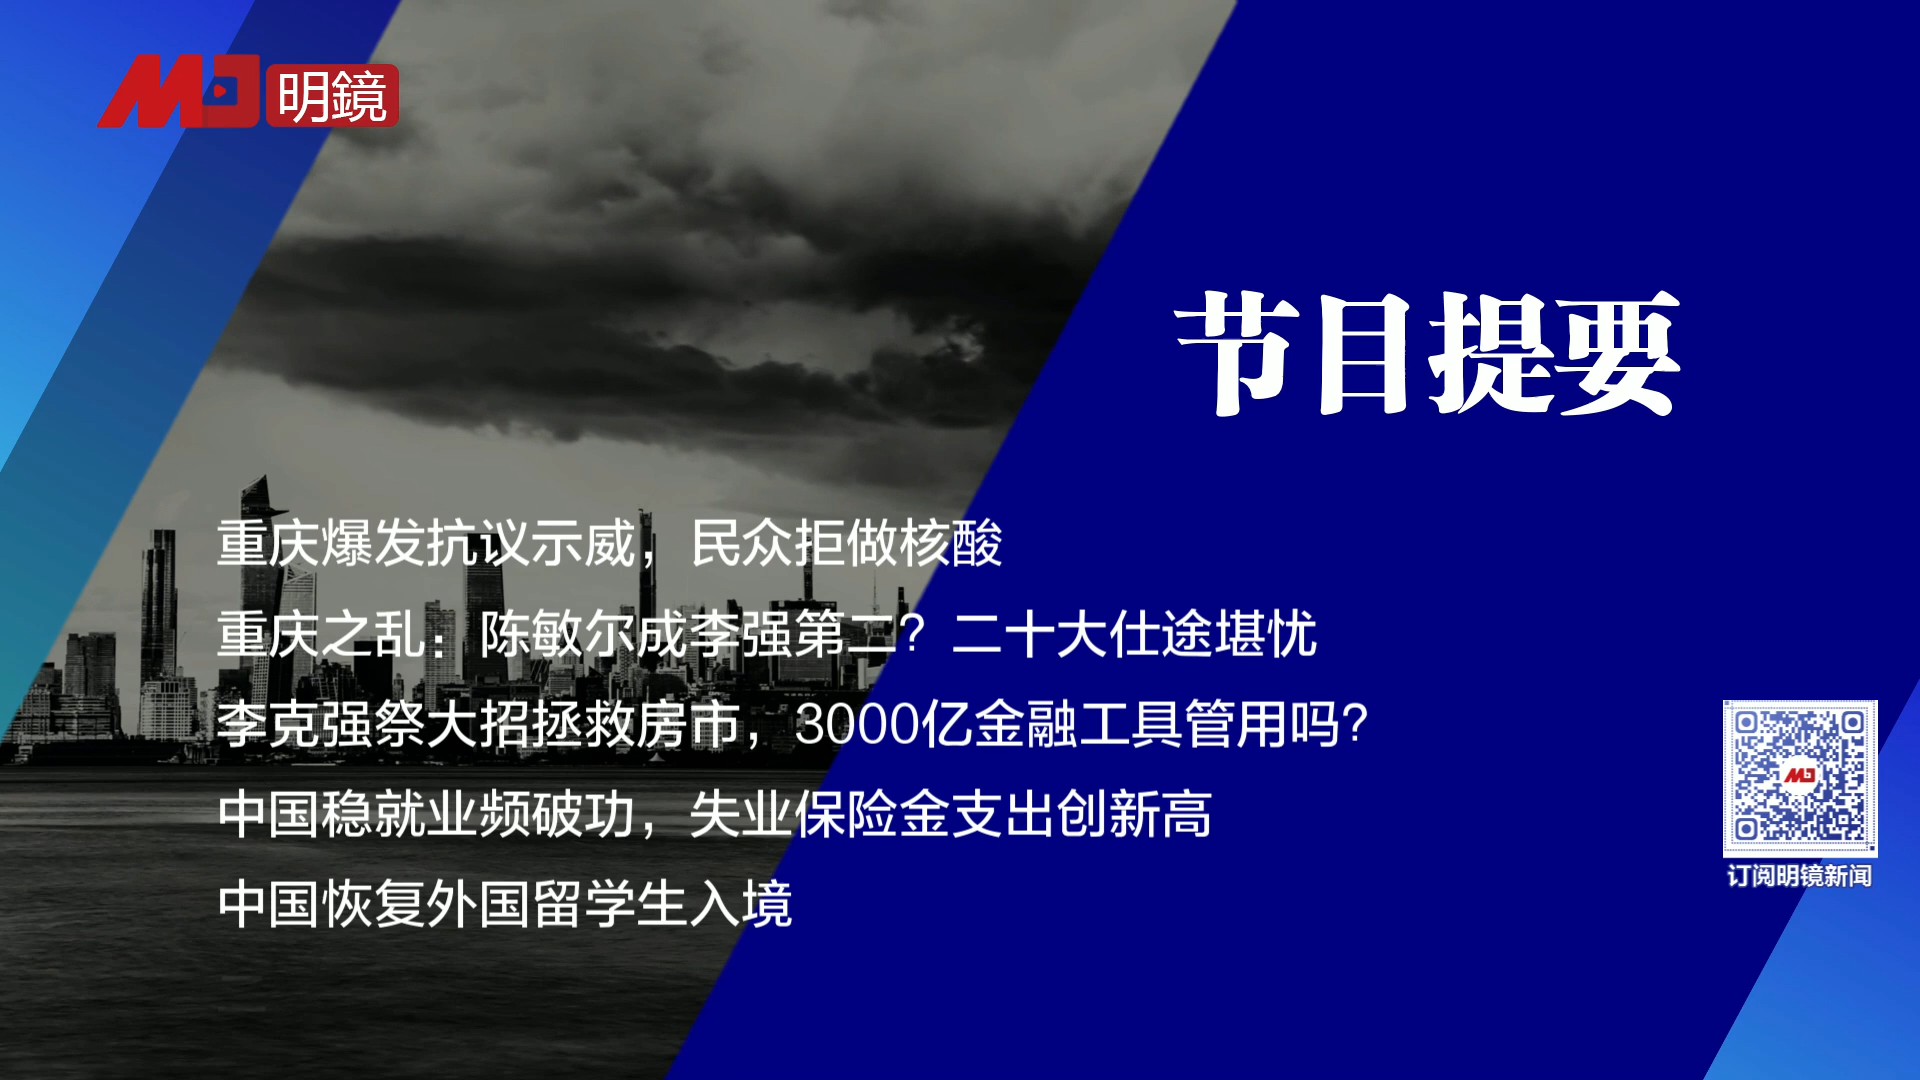 明鏡
节目提要
重庆爆发抗议示威，民众拒做核酸
重庆之乱：陈敏尔成李强第二？二十大仕途堪忧
李克强祭大招拯救房市，3000亿金融工具管用吗？
中国稳就业频破功，失业保险金支出创新高
中国恢复外国留学生入境
订阅明镜新闻